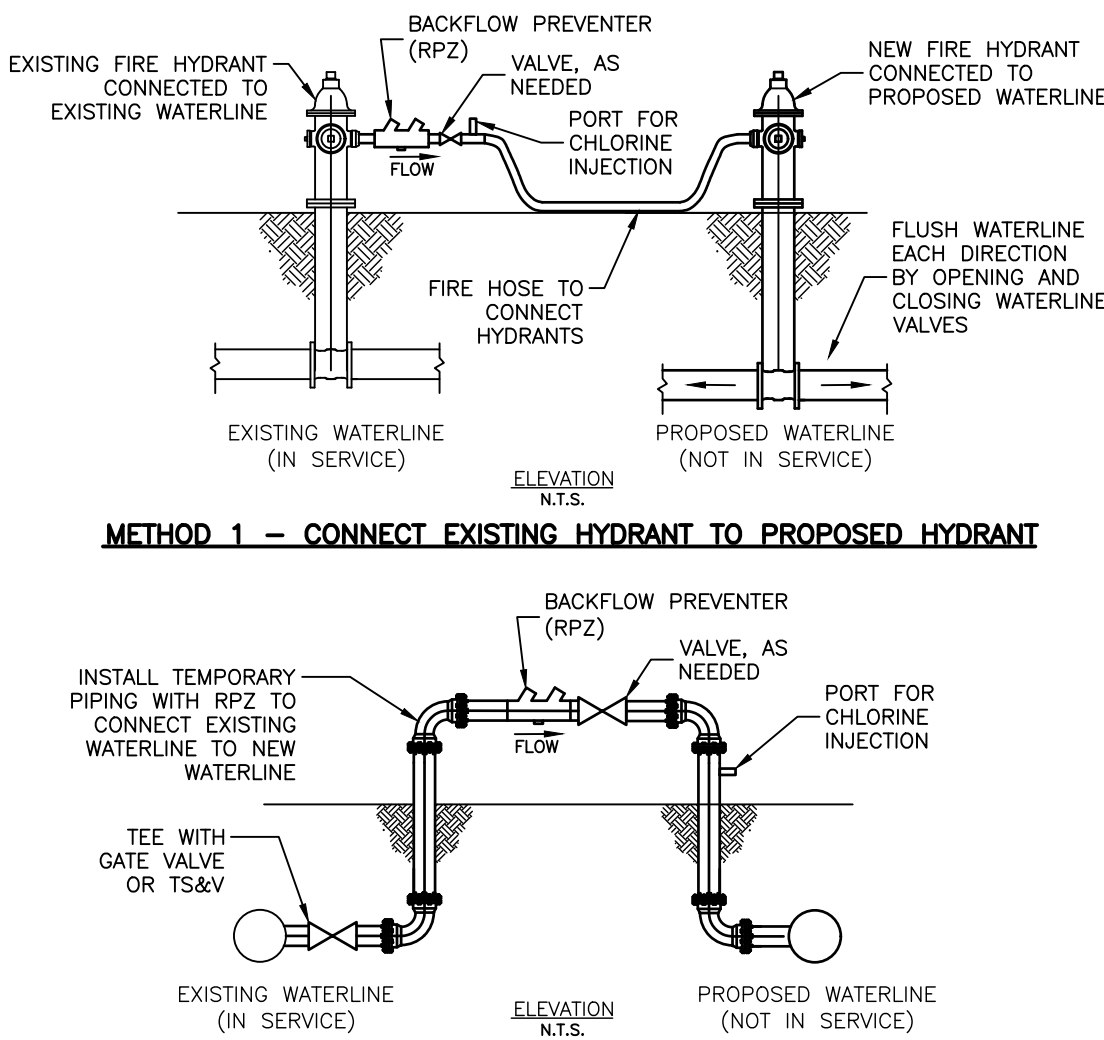 BACKFLOW PREVENTER
(RPZ)
EXISTING FIRE HYDRANT
CONNECTED TO
EXISTING WATERLINE
VALVE, AS
NEEDED
NEW FIRE HYDRANT
CONNECTED TO
PROPOSED WATERLINE
PORT FOR
CHLORINE
INJECTION
FLOW
FLUSH WATERLINE
EACH DIRECTION
BY OPENING AND
CLOSING WATERLINE
VALVES
FIRE HOSE TO
CONNECT
HYDRANTS
EXISTING WATERLINE
(IN SERVICE)
PROPOSED WATERLINE
(NOT IN SERVICE)
ELEVATION
N.T.S.
METHOD 1 – CONNECT EXISTING HYDRANT TO PROPOSED HYDRANT
BACKFLOW PREVENTER
(RPZ)
VALVE, AS
NEEDED
INSTALL TEMPORARY
PIPING WITH RPZ TO
CONNECT EXISTING
WATERLINE TO NEW
WATERLINE
PORT FOR
CHLORINE
INJECTION
FLOW
TEE WITH
GATE VALVE
OR TS&V
EXISTING WATERLINE
(IN SERVICE)
PROPOSED WATERLINE
(NOT IN SERVICE)
ELEVATION
N.T.S.